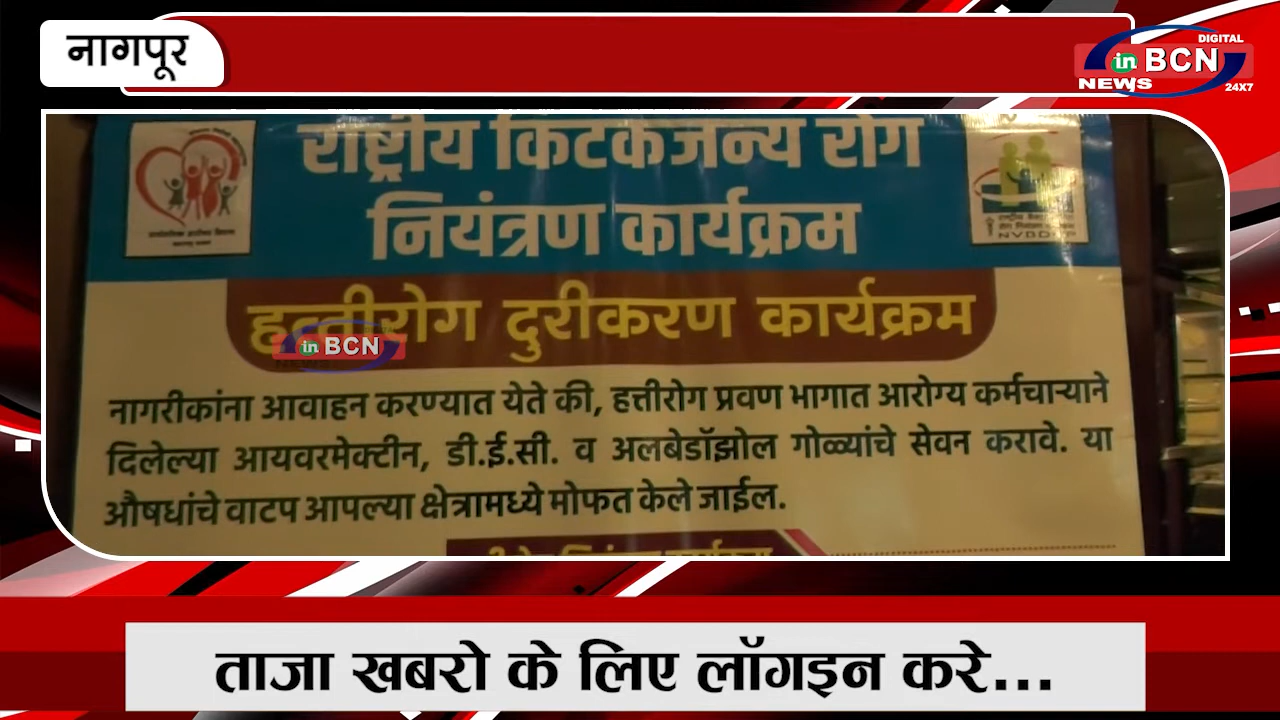 नागपूर
DIGITAL
in BCN
NEWS
24X7
राष्ट्रीय किटकजन्य रोग
नियंत्रण कार्यक्रम
हत्तीरोग दुरीकरण कार्यक्रम
in BCN
नागरीकांना आवाहन करण्यात येते की, हत्तीरोग प्रवण भागात आरोग्य कर्मचाऱ्याने
दिलेल्या आयवरमेक्टीन, डी.ई.सी. व अलबेडॉझोल गोळ्यांचे सेवन करावे. या
औषधांचे वाटप आपल्या क्षेत्रामध्ये मोफत केले जाईल.
ताजा खबरो के लिए लॉगइन करे...